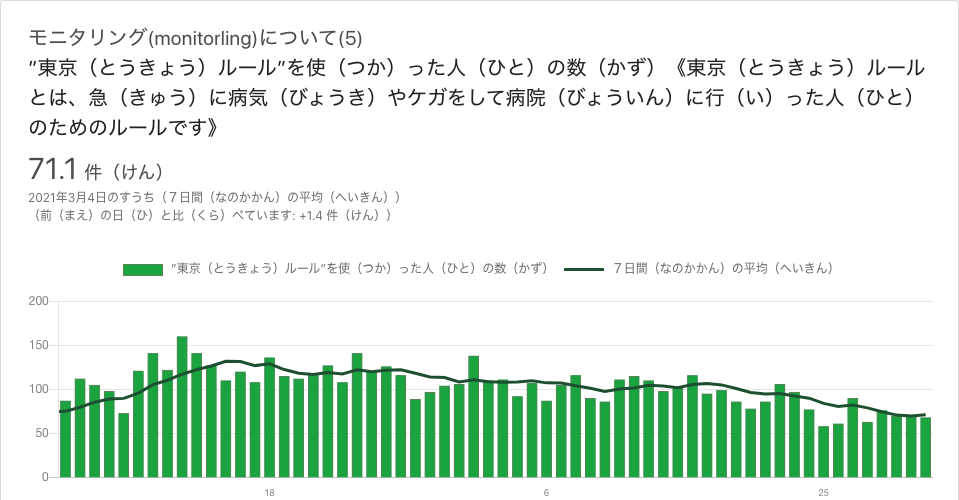 モニタリング(monitorling)について(5)
”東京（とうきょう）ルール”を使（つか）った人（ひと）の数（かず）《東京（とうきょう）ルール
とは、急（きゅう）に病気（びょうき）やケガをして病院（びょういん）に行（い）った人（ひと）
のためのルールです》
71.1 件（けん）
2021年3月4日のすうち（７日間（なのかかん）の平均（へいきん））
（前（まえ）の日（ひ）と比（くら）べています: +1.4 件（けん））
”東京（とうきょう）ルール”を使（つか）った人（ひと）の数（かず） ７日間（なのかかん）の平均（へいきん）
200
150
100
50
0
18 6 25